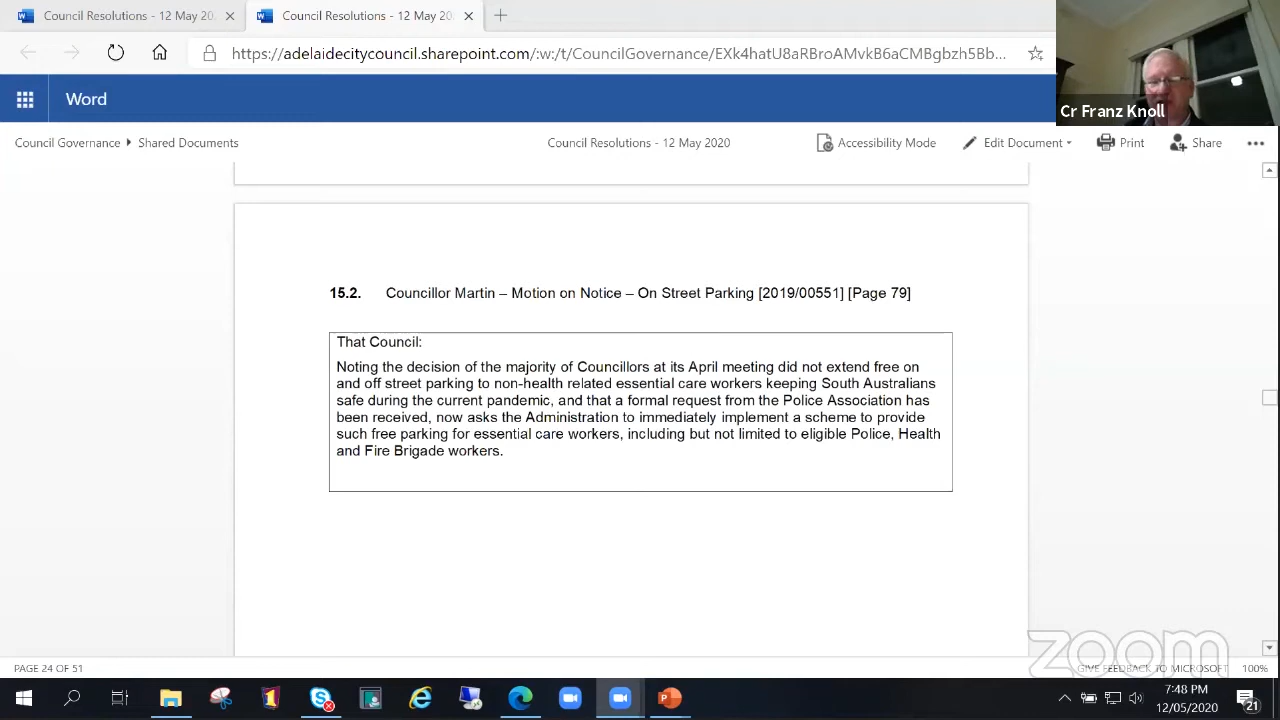 Council Resolutions - 12 May 20.
Council Resolutions - 12 May 20.
https://adelaidecitycouncil.sharepoint.com/:w:/t/CouncilGovernance/EXk4hatU8aRBroAMvkB6aCMBgbzh5Bb...
Word
Cr Franz Knoll
Council Governance Shared Documents
Council Resolutions - 12 May 2020
Accessibility Mode
Edit Document
Print
Share
15.2. Councillor Martin – Motion on Notice – On Street Parking [2019/00551] [Page 79]
That Council:
Noting the decision of the majority of Councillors at its April meeting did not extend free on
and off street parking to non-health related essential care workers keeping South Australians
safe during the current pandemic, and that a formal request from the Police Association has
been received, now asks the Administration to immediately implement a scheme to provide
such free parking for essential care workers, including but not limited to eligible Police, Health
and Fire Brigade workers.
zoom
PAGE 24 OF 51
GIVE FEEDBACK TO MICROSOFT
100%
7:48 PM
12/05/2020
21